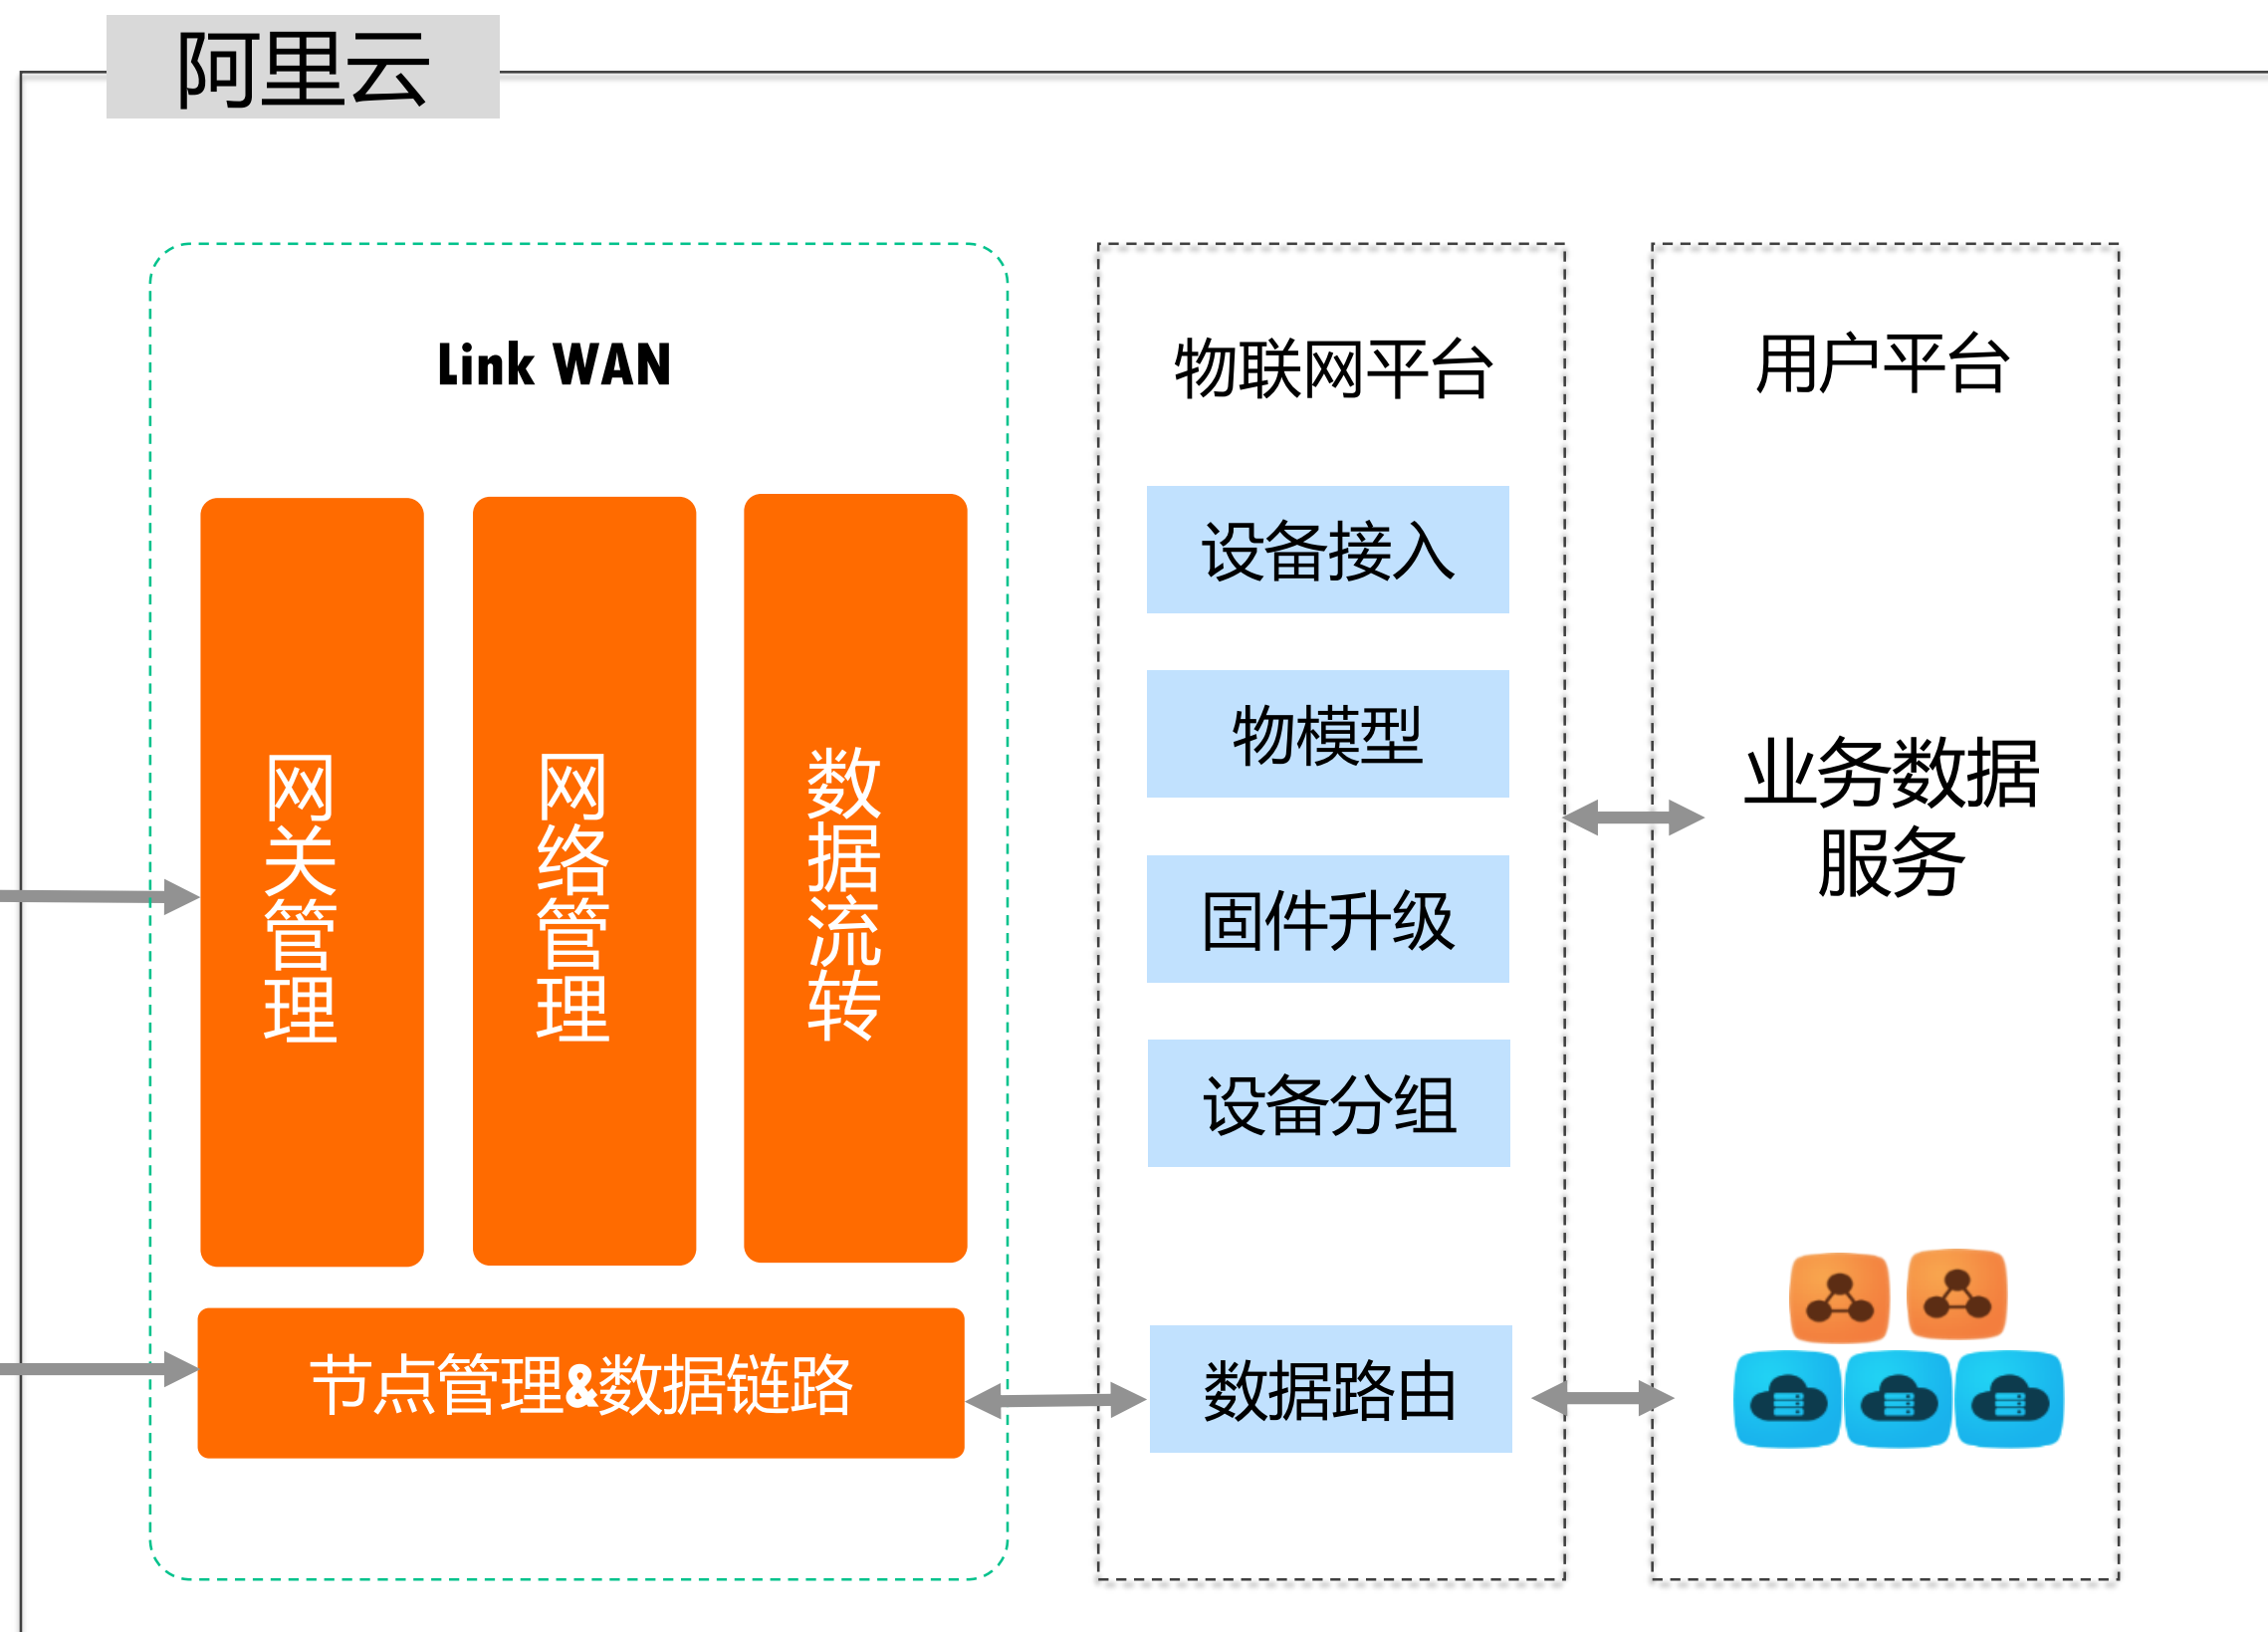 阿里云
Link WAN
网关管理
网络管理
数据流转
节点管理&数据链路
物联网平台
设备接入
物模型
固件升级
设备分组
数据路由
用户平台
业务数据
服务